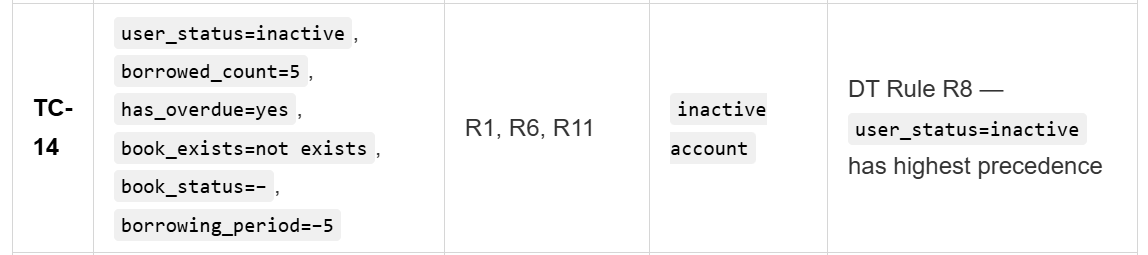 TC-
14
user_status=inactive,
borrowed_count=5,
has_overdue=yes,
book_exists=not exists,
book_status=−,
borrowing_period=−5
R1, R6, R11
inactive
account
DT Rule R8 —
user_status=inactive
has highest precedence